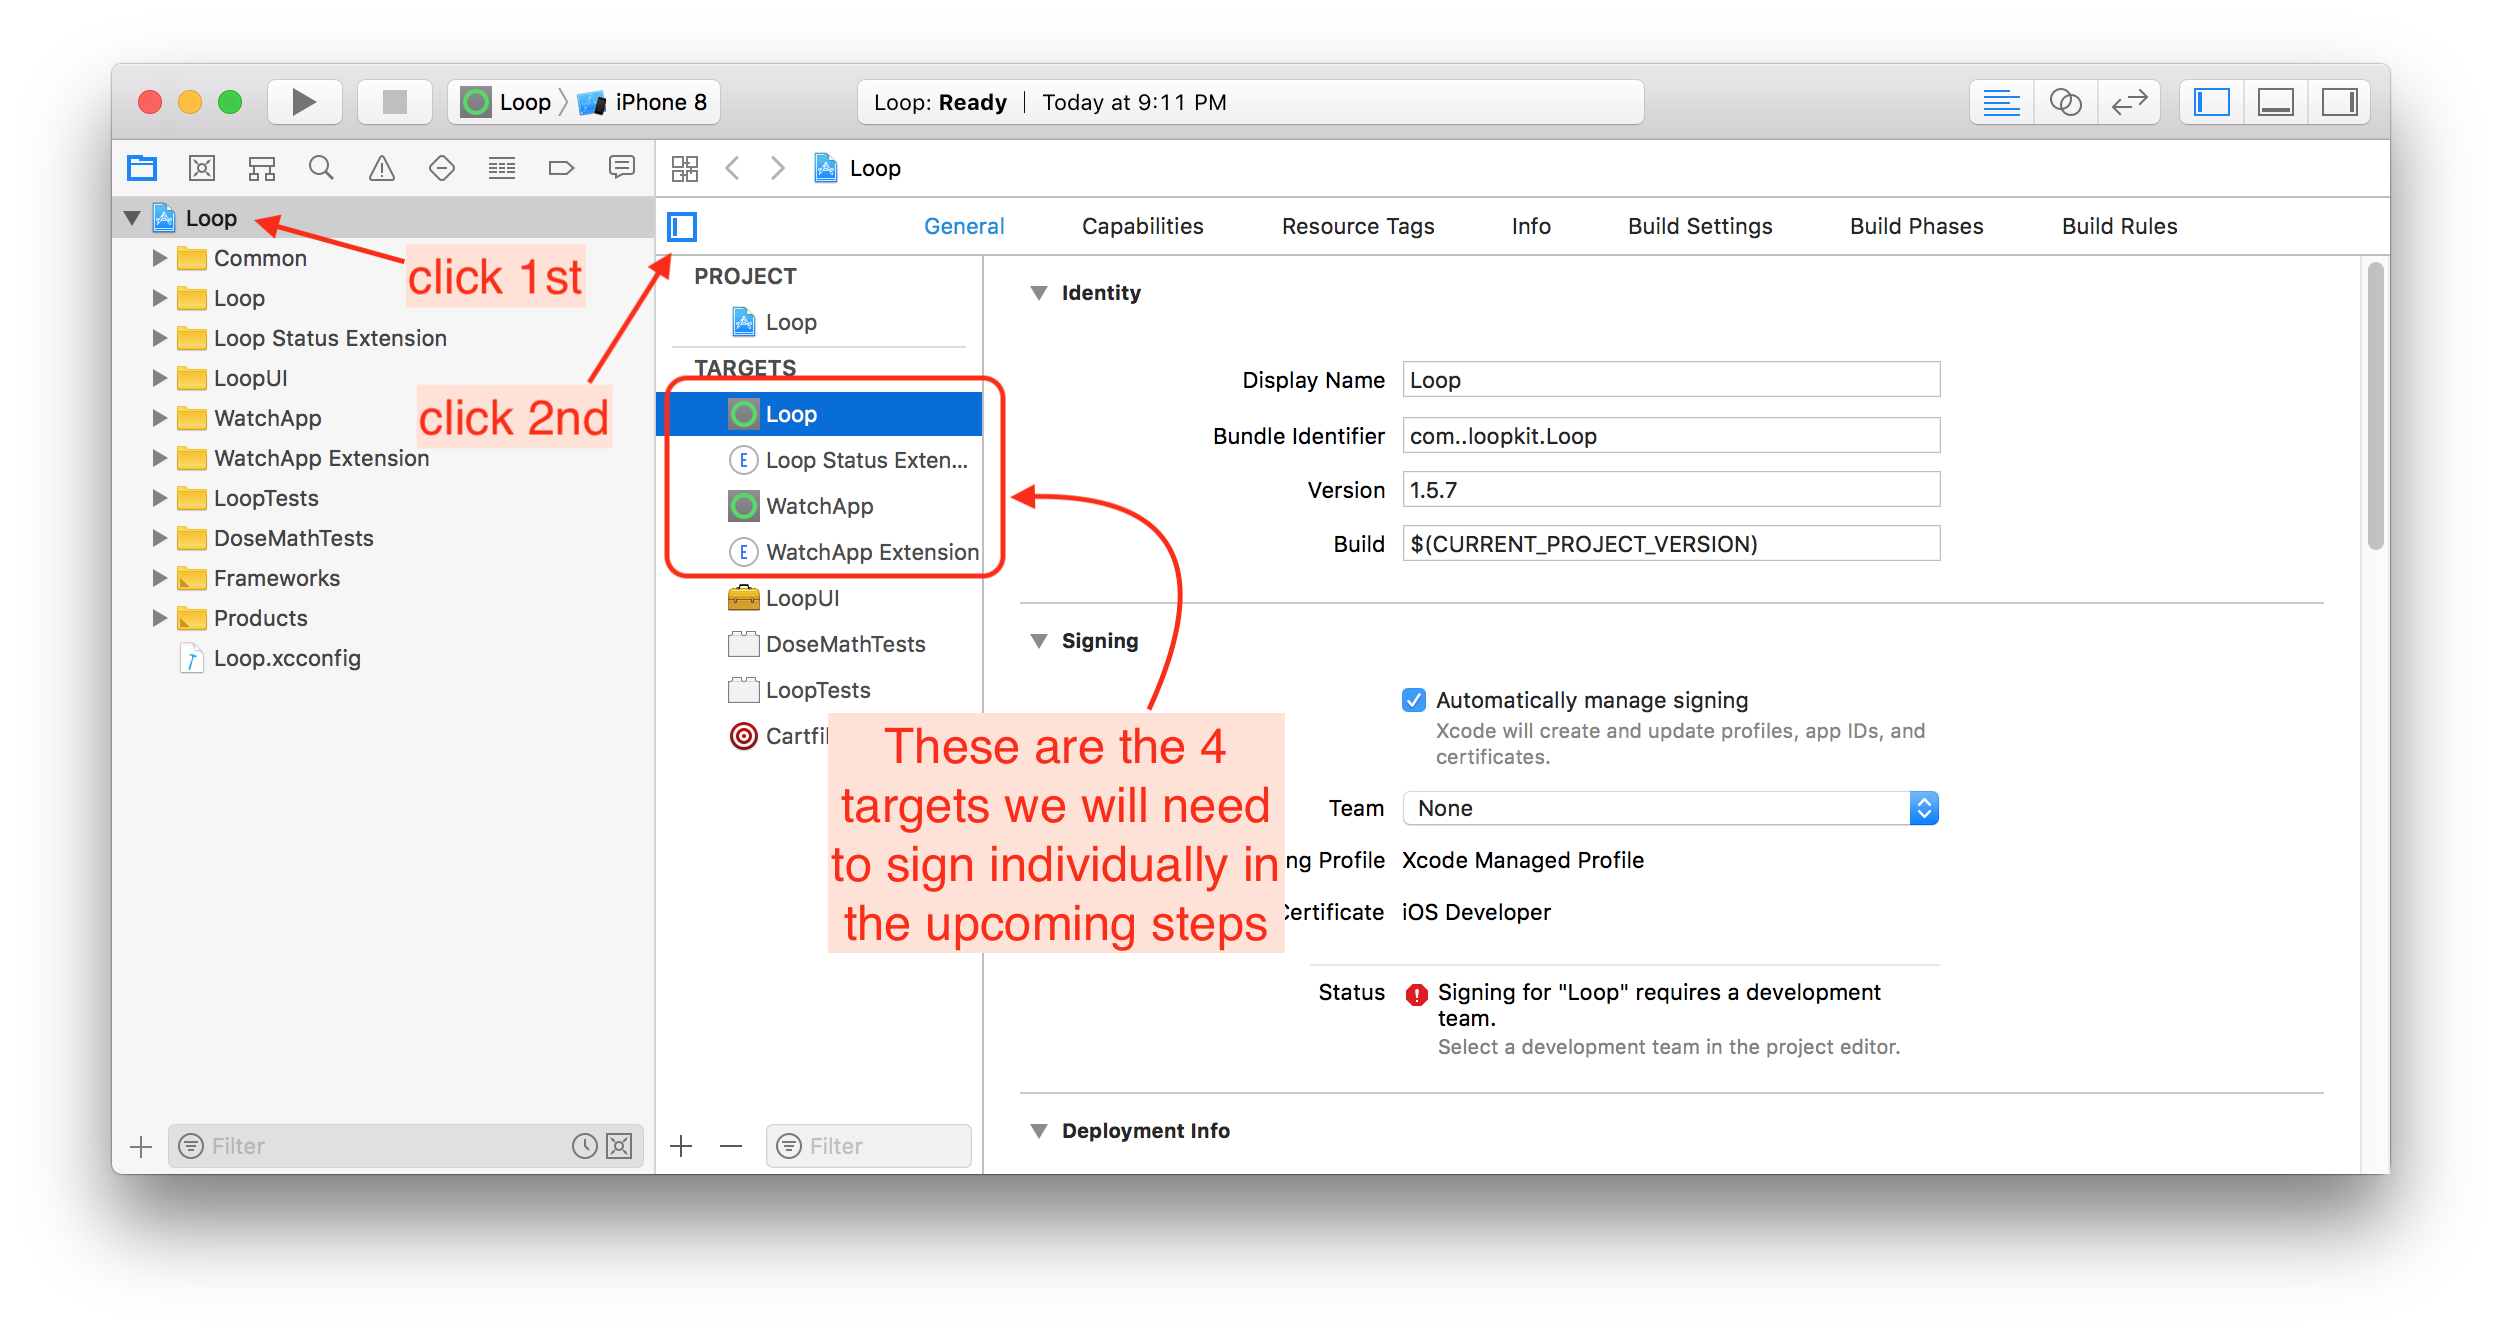 Loop
iPhone 8
Loop: Ready
Today at 9:11 PM
Loop
Loop
Common
Loop
Loop Status Extension
LoopUI
WatchApp
WatchApp Extension
LoopTests
DoseMathTests
Frameworks
Products
Loop.xcconfig
click 1st
click 2nd
Filter
General
Capabilities
Resource Tags
Info
Build Settings
Build Phases
Build Rules
PROJECT
Loop
TARGETS
Loop
E
Loop Status Exten...
WatchApp
E
WatchApp Extension
LoopUI
DoseMathTests
LoopTests
Cartfil
These are the 4
targets we will need
to sign individually in
the upcoming steps
Filter
Identity
Display Name
Loop
Bundle Identifier
com..loopkit.Loop
Version
1.5.7
Build
$(CURRENT_PROJECT_VERSION)
Signing
Automatically manage signing
Xcode will create and update profiles, app IDs, and
certificates.
Team
None
ng Profile
Xcode Managed Profile
Certificate
iOS Developer
Status
Signing for "Loop" requires a development
team.
Select a development team in the project editor.
Deployment Info